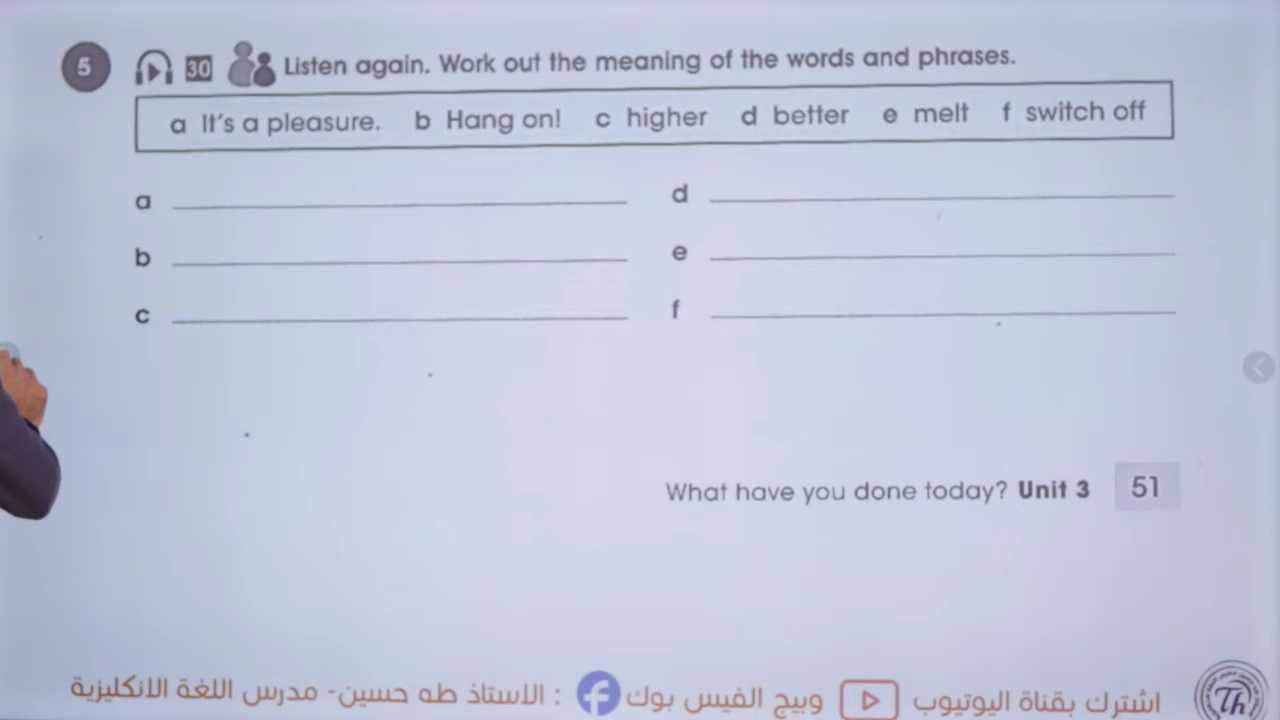 5 30 Listen again. Work out the meaning of the words and phrases.
a It's a pleasure. b Hang on! c higher d better e melt f switch off
a d
b e
c f
What have you done today? Unit 3 51
اشترك بقناة اليوتيوب وبيج الفيس بوك : الاستاذ طه حسين- مدرس اللغة الانكليزية
Th